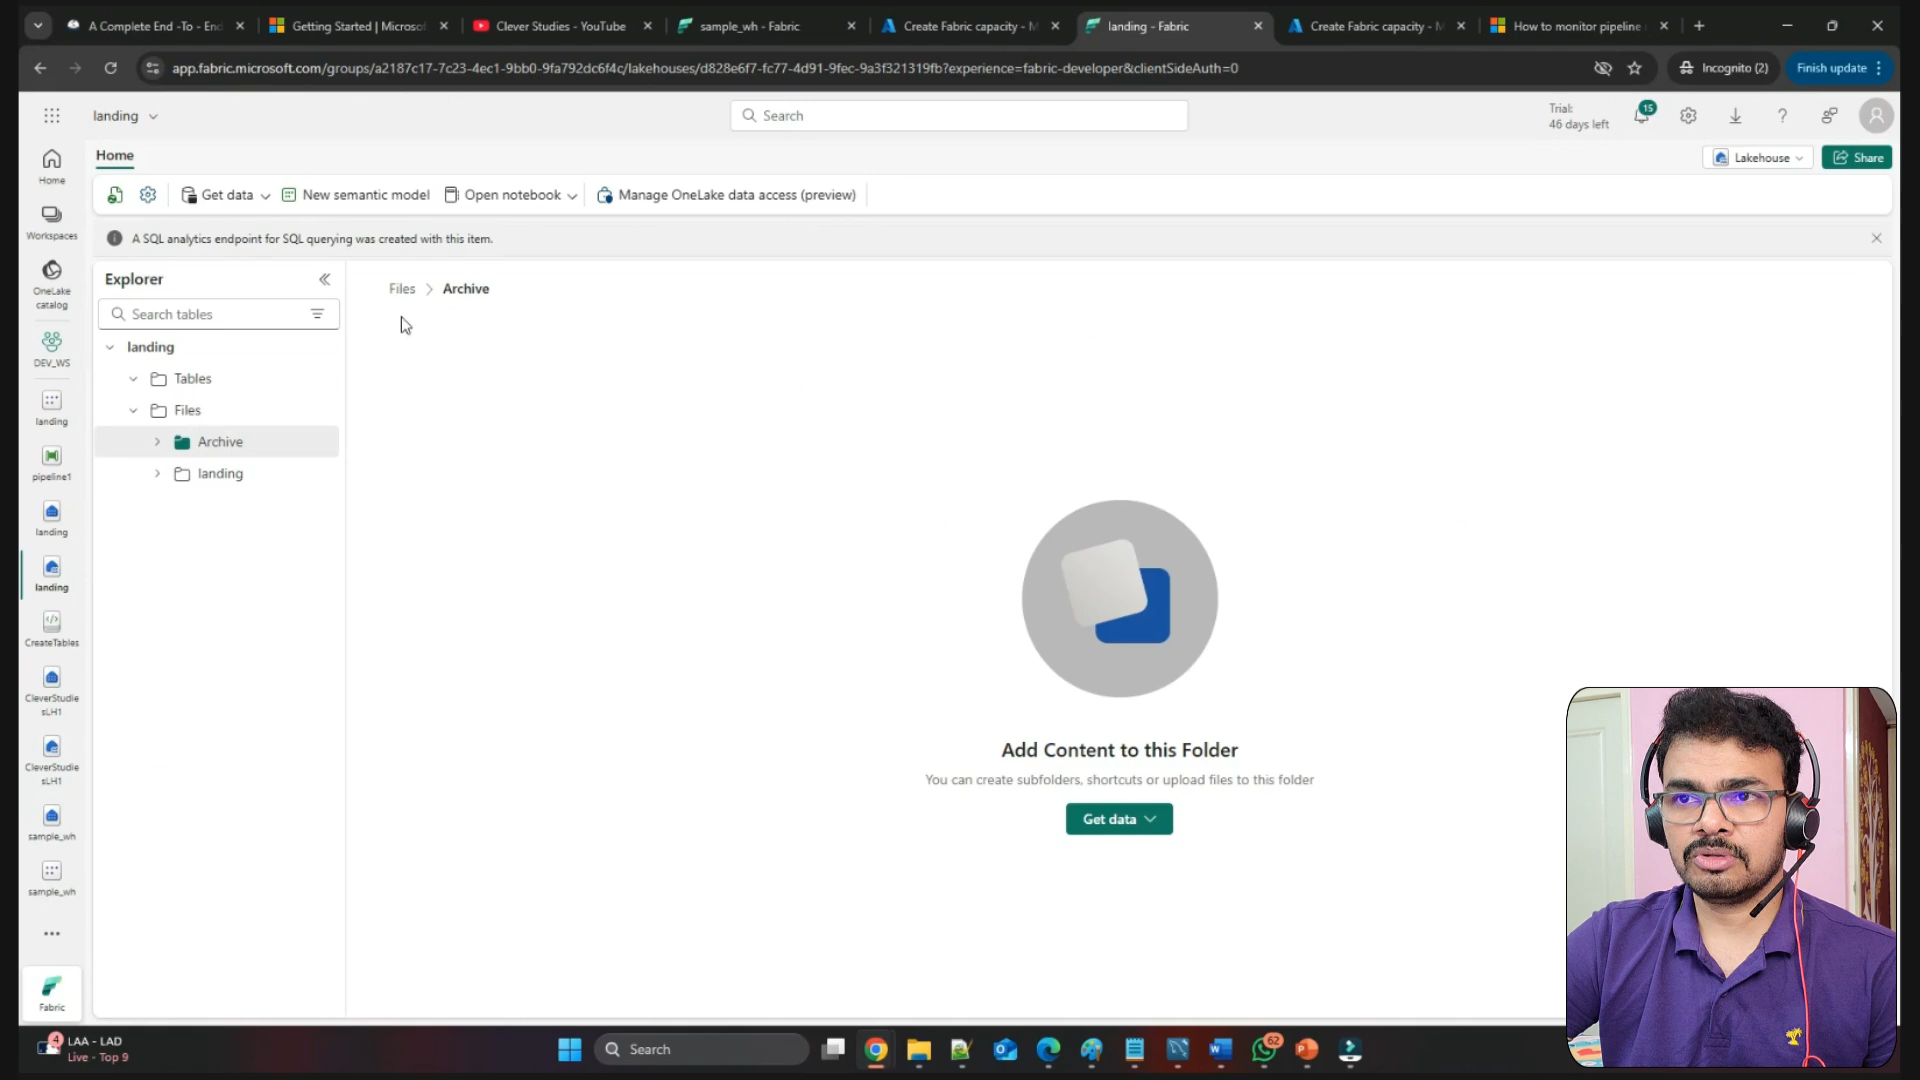 A Complete End -To - End
Getting Started | Microsof
Clever Studies - YouTube
sample_wh - Fabric
Create Fabric capacity - M
landing - Fabric
Create Fabric capacity - M
How to monitor pipeline
app.fabric.microsoft.com/groups/a2187c17-7c23-4ec1-9bb0-9fa792dc6f4c/lakehouses/d828e6f7-fc77-4d91-9fec-9a3f321319fb?experience=fabric-developer&clientSideAuth=0
Incognito (2)
Finish update
landing
Search
Trial:
46 days left
15
Home
Lakehouse
Share
Get data
New semantic model
Open notebook
Manage OneLake data access (preview)
A SQL analytics endpoint for SQL querying was created with this item.
Home
Workspaces
OneLake
catalog
DEV_WS
landing
pipeline1
landing
landing
CreateTables
CleverStudie
sLH1
CleverStudie
sLH1
sample_wh
sample_wh
Fabric
Explorer
Search tables
landing
Tables
Files
Archive
landing
Files > Archive
Add Content to this Folder
You can create subfolders, shortcuts or upload files to this folder
Get data
4
LAA - LAD
Live - Top 9
Search
62